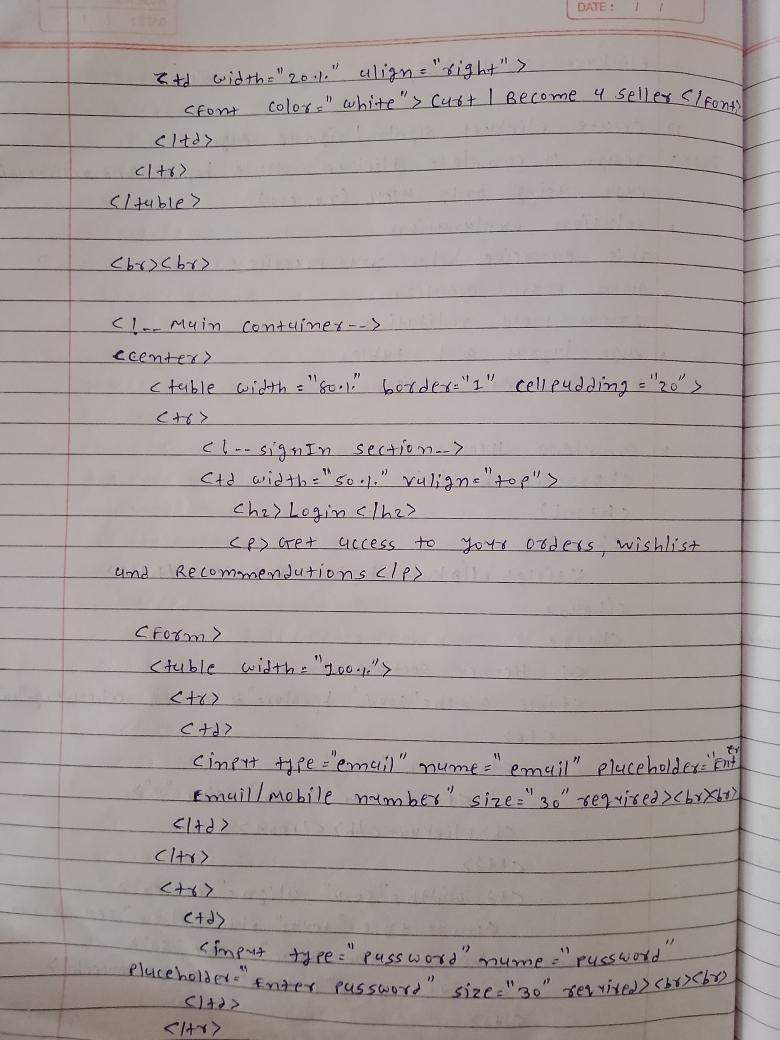 DATE: / /
<td width="20%" align="right">
<font color="white"> Cart | Become a Seller </font>
</td>
</tr>
</table>
<br><br>
<!-- Main container-->
<center>
<table width="80%" border="1" cellpadding="20">
<tr>
<!-- signIn section-->
<td width="50%" valign="top">
<h2>Login</h2>
<p> Get access to your orders, wishlist
and Recommendations</p>
<form>
<table width="100%">
<tr>
<td>
<input type="email" name="email" placeholder="Enter
Email/Mobile number" size="30" required><br><br>
</td>
</tr>
<tr>
<td>
<input type="password" name="password"
placeholder="Enter password" size="30" required><br><br>
</td>
</tr>